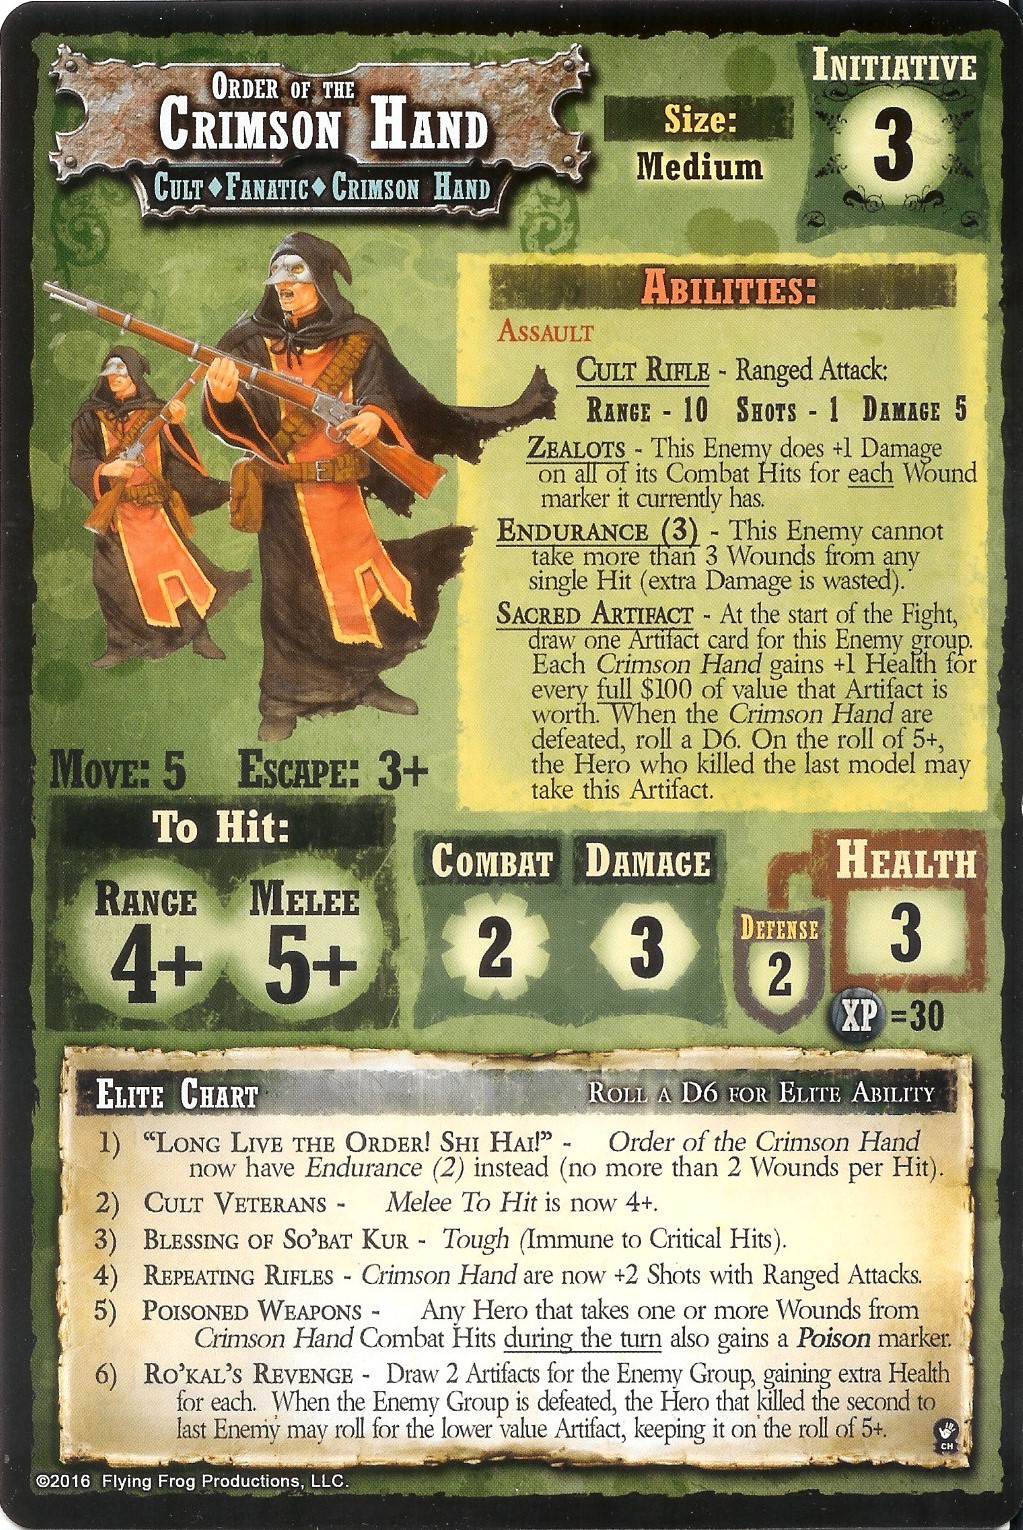 Order of the
Crimson Hand
Cult ♦ Fanatic ♦ Crimson Hand
Size:
Medium
Initiative
3
Abilities:
Assault
Cult Rifle - Ranged Attack:
Range - 10 Shots - 1 Damage 5
Zealots - This Enemy does +1 Damage
on all of its Combat Hits for each Wound
marker it currently has.
Endurance (3) - This Enemy cannot
take more than 3 Wounds from any
single Hit (extra Damage is wasted).
Sacred Artifact - At the start of the Fight,
draw one Artifact card for this Enemy group.
Each Crimson Hand gains +1 Health for
every full $100 of value that Artifact is
worth. When the Crimson Hand are
defeated, roll a D6. On the roll of 5+,
the Hero who killed the last model may
take this Artifact.
Move: 5 Escape: 3+
To Hit:
Range
4+
Melee
5+
Combat
2
Damage
3
Defense
2
Health
3
XP =30
Elite Chart
Roll a D6 for Elite Ability
1) "Long Live the Order! Shi Hai!" - Order of the Crimson Hand
now have Endurance (2) instead (no more than 2 Wounds per Hit).
2) Cult Veterans - Melee To Hit is now 4+.
3) Blessing of So'bat Kur - Tough (Immune to Critical Hits).
4) Repeating Rifles - Crimson Hand are now +2 Shots with Ranged Attacks.
5) Poisoned Weapons - Any Hero that takes one or more Wounds from
Crimson Hand Combat Hits during the turn also gains a Poison marker.
6) Ro'kal's Revenge - Draw 2 Artifacts for the Enemy Group, gaining extra Health
for each. When the Enemy Group is defeated, the Hero that killed the second to
last Enemy may roll for the lower value Artifact, keeping it on the roll of 5+.
CH
©2016 Flying Frog Productions, LLC.